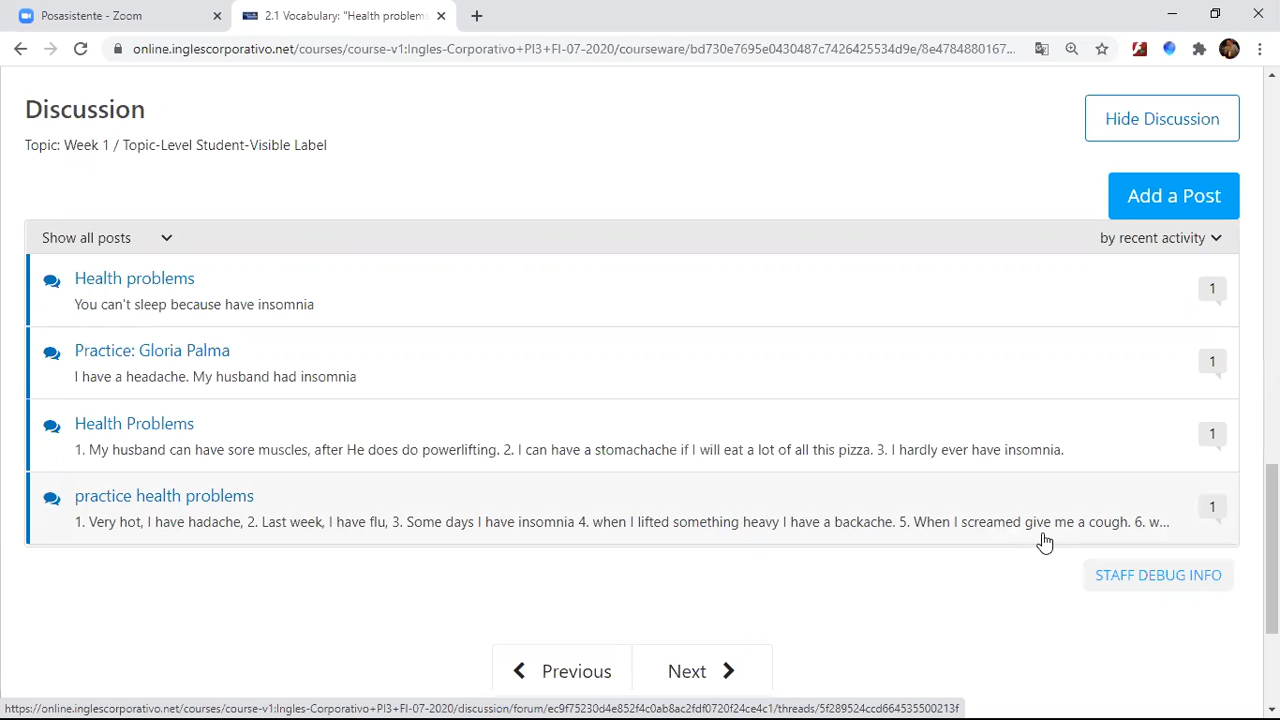 Posasistente - Zoom
2.1 Vocabulary: "Health problems
online.inglescorporativo.net/courses/course-v1:Ingles-Corporativo+PI3+FI-07-2020/courseware/bd730e7695e0430487c7426425534d9e/8e4784880167...
Discussion
Hide Discussion
Topic: Week 1 / Topic-Level Student-Visible Label
Add a Post
Show all posts
by recent activity
Health problems
You can't sleep because have insomnia
1
Practice: Gloria Palma
I have a headache. My husband had insomnia
1
Health Problems
1. My husband can have sore muscles, after He does do powerlifting. 2. I can have a stomachache if I will eat a lot of all this pizza. 3. I hardly ever have insomnia.
1
practice health problems
1. Very hot, I have hadache, 2. Last week, I have flu, 3. Some days I have insomnia 4. when I lifted something heavy I have a backache. 5. When I screamed give me a cough. 6. w...
1
STAFF DEBUG INFO
Previous
Next
https://online.inglescorporativo.net/courses/course-v1:Ingles-Corporativo+PI3+FI-07-2020/discussion/forum/ec9f75230d4e852f4c0ab8ac2fdf0720f24ce4c1/threads/5f289524ccd664535500213f